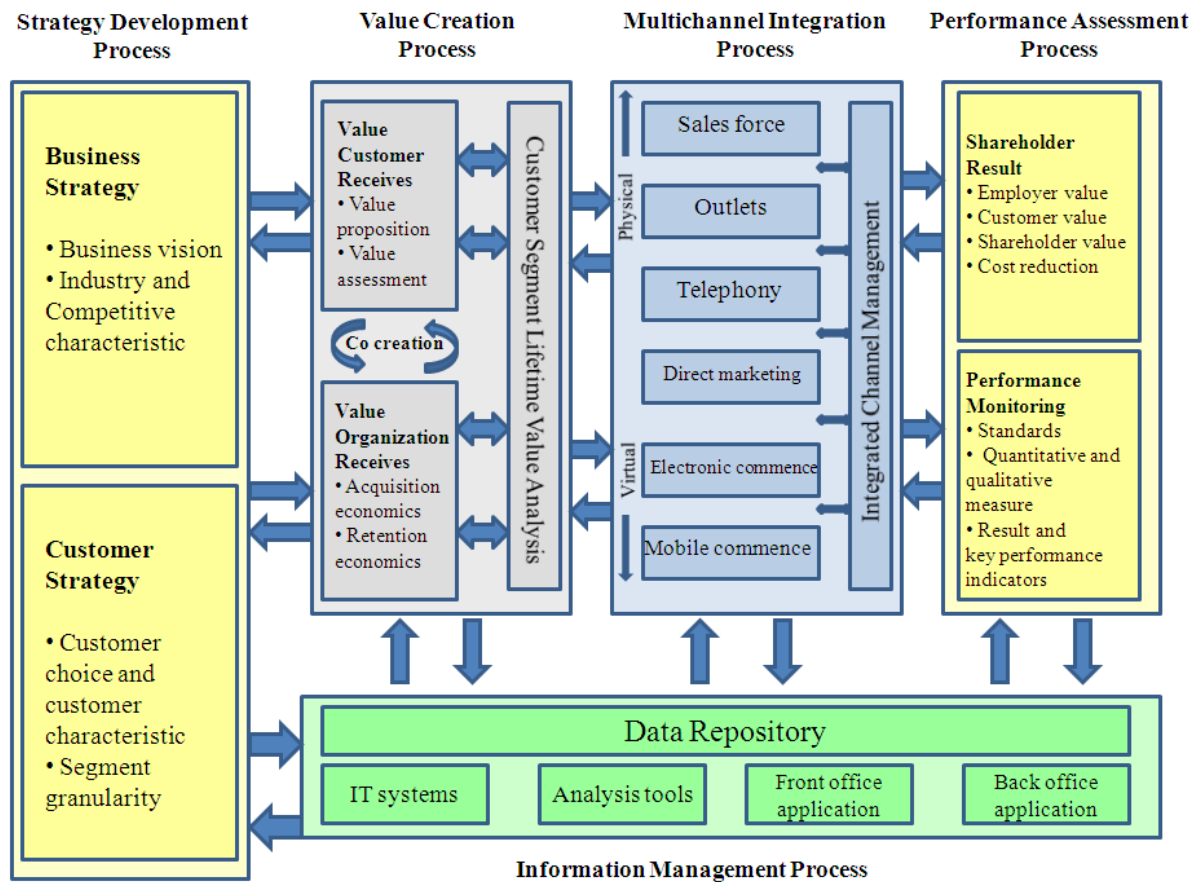 Strategy Development
Process
Value Creation
Process
Multichannel Integration
Process
Performance Assessment
Process
Business
Strategy
• Business vision
• Industry and
Competitive
characteristic
Customer
Strategy
• Customer
choice and
customer
characteristic
• Segment
granularity
Value
Customer
Receives
• Value
proposition
• Value
assessment
Co creation
Value
Organization
Receives
• Acquisition
economics
• Retention
economics
Customer Segment Lifetime Value Analysis
Physical
Virtual
Sales force
Outlets
Telephony
Direct marketing
Electronic commence
Mobile commence
Integrated Channel Management
Shareholder
Result
• Employer value
• Customer value
• Shareholder value
• Cost reduction
Performance
Monitoring
• Standards
• Quantitative and
qualitative
measure
• Result and
key performance
indicators
Data Repository
IT systems
Analysis tools
Front office
application
Back office
application
Information Management Process